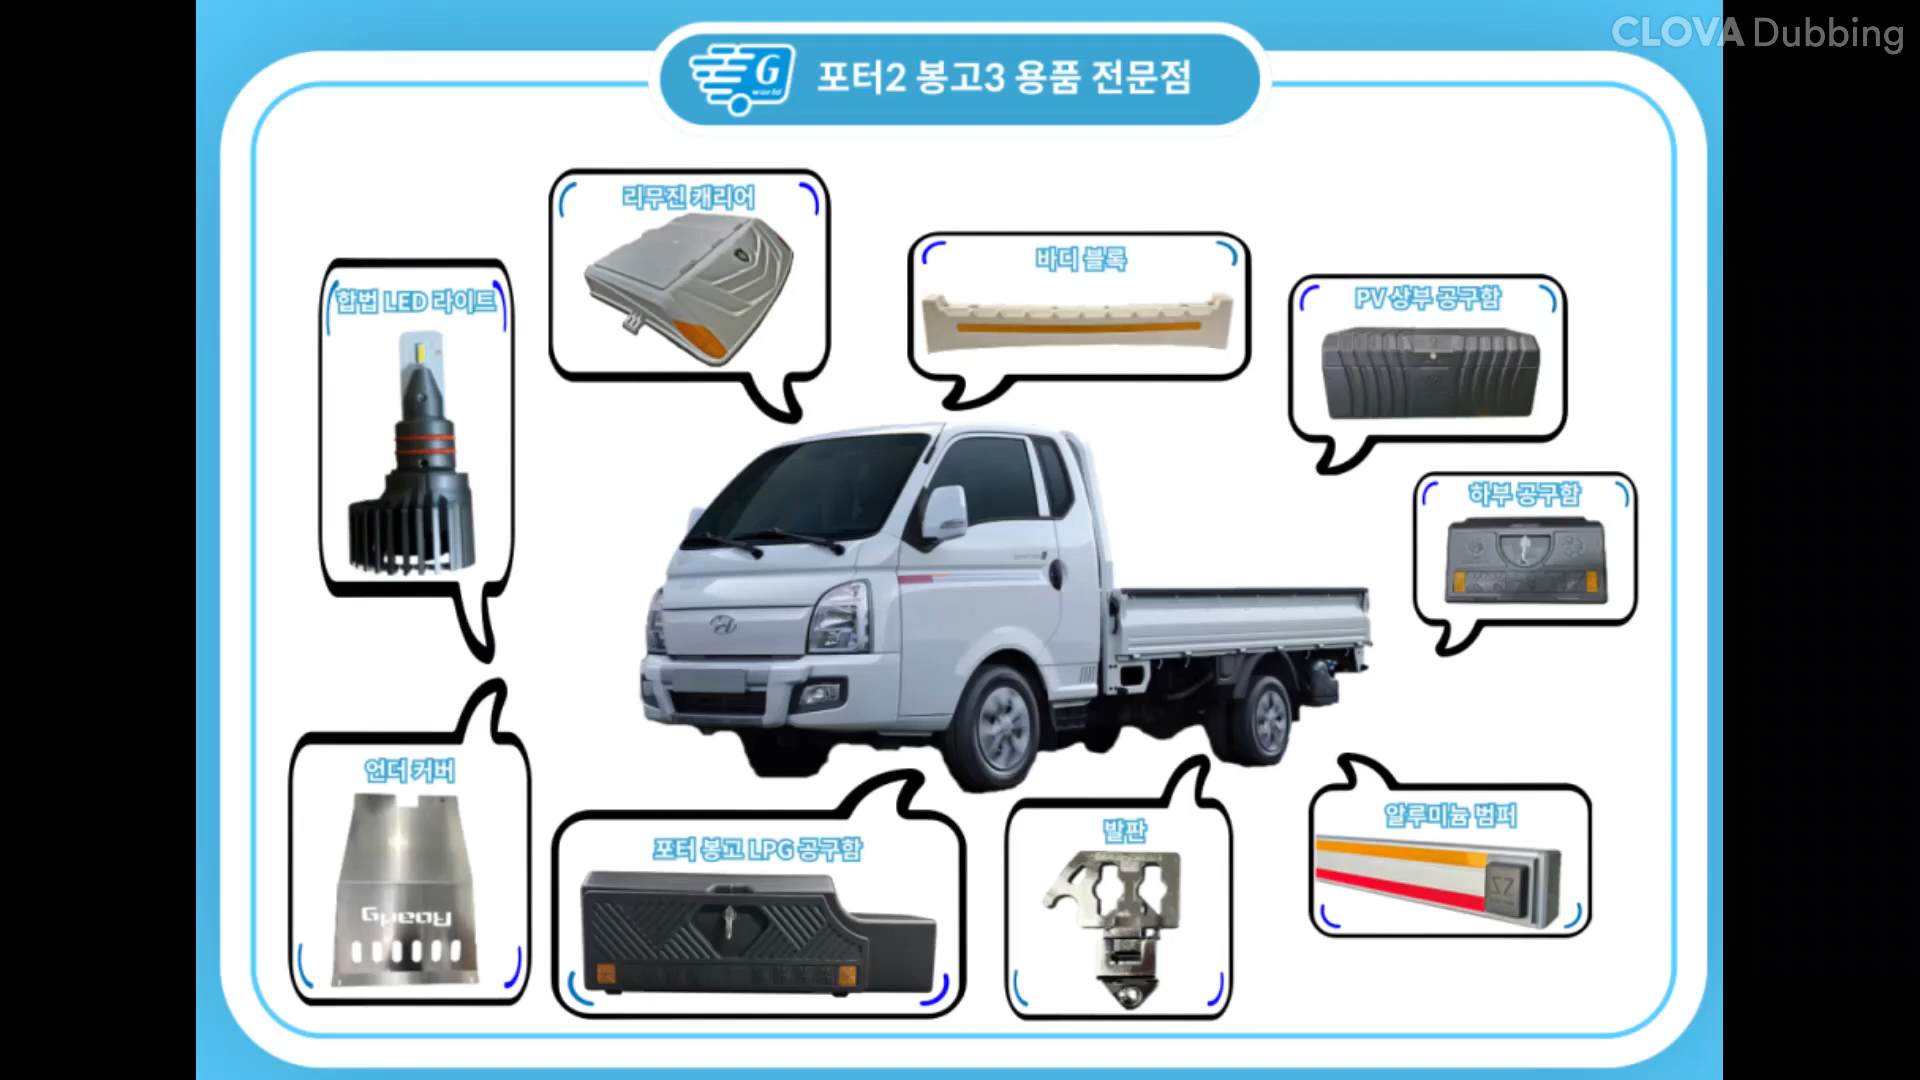 CLOVA Dubbing
G world
포터2 봉고3 용품 전문점
리무진 캐리어
바디 블록
합법 LED 라이트
PV 상부 공구함
하부 공구함
언더 커버
Roadg
포터 봉고 LPG 공구함
발판
알루미늄 범퍼